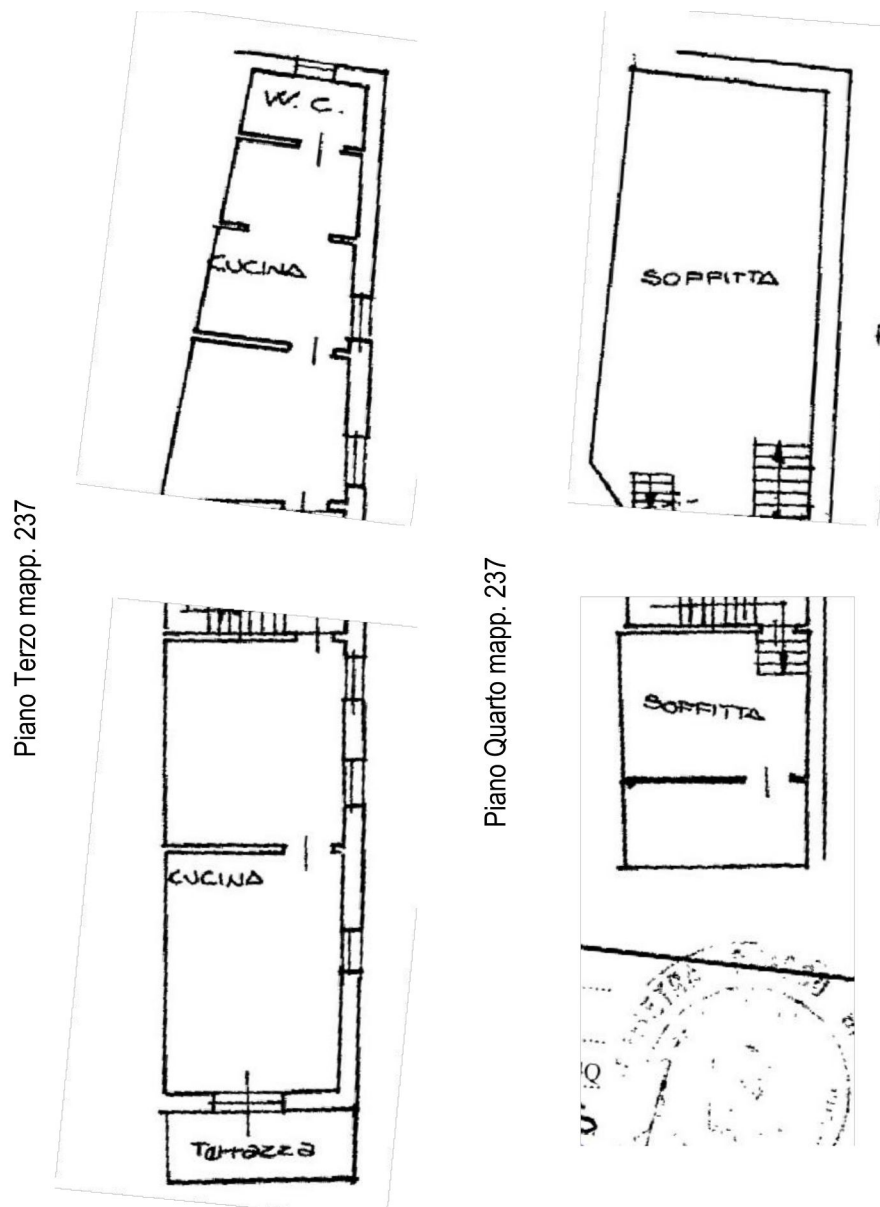 Piano Terzo mapp. 237
W.C.
CUCINA
CUCINA
Terrazza
Piano Quarto mapp. 237
SOFFITTA
SOFFITTA